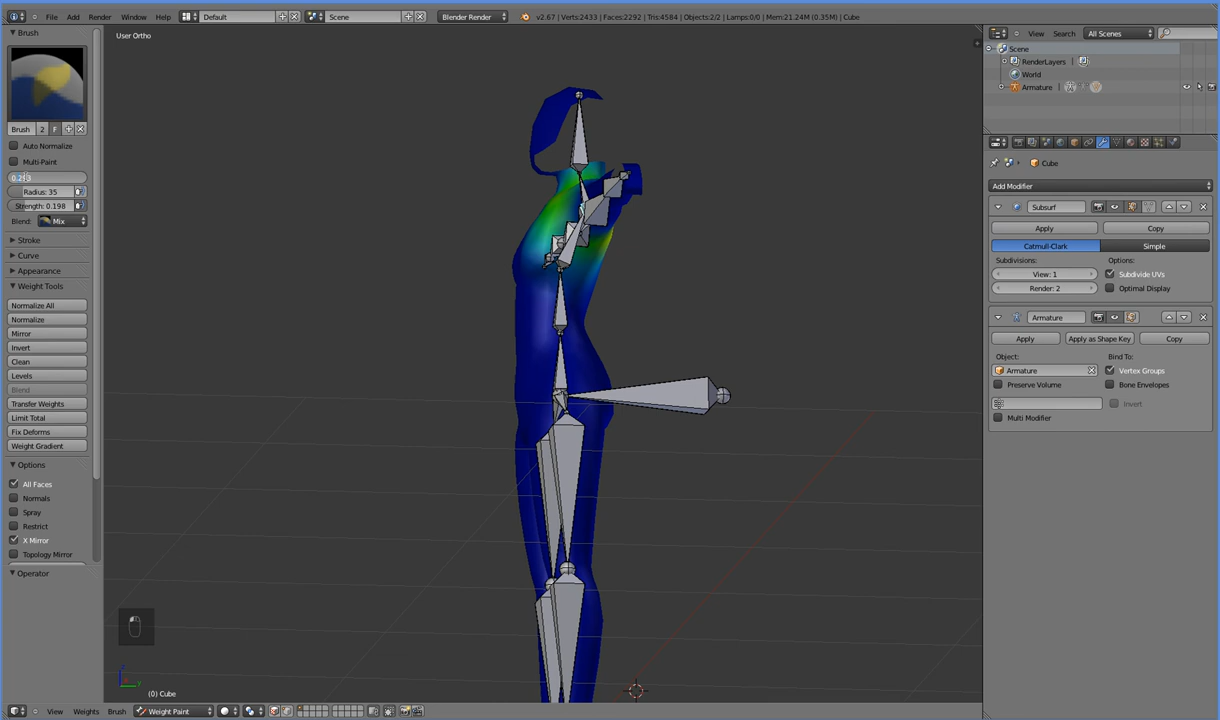 File Add Render Window Help Default Scene Blender Render v2.67 | Verts:2433 | Faces:2292 | Tris:4584 | Objects:2/2 | Lamps:0/0 | Mem:21.24M (0.35M) | Cube
Brush
User Ortho
View Search All Scenes
Scene
RenderLayers
World
Armature
Brush 2 F
Auto Normalize
Multi-Paint
Radius: 35
Strength: 0.198
Blend: Mix
Stroke
Curve
Appearance
Weight Tools
Normalize All
Normalize
Mirror
Invert
Clean
Levels
Blend
Transfer Weights
Limit Total
Fix Deforms
Weight Gradient
Options
All Faces
Normals
Spray
Restrict
X Mirror
Topology Mirror
Operator
Cube
Add Modifier
Subsurf
Apply Copy
Catmull-Clark Simple
Subdivisions: Options:
View: 1 Subdivide UVs
Render: 2 Optimal Display
Armature
Apply Apply as Shape Key Copy
Object: Bind To:
Armature Vertex Groups
Preserve Volume Bone Envelopes
Invert
Multi Modifier
(0) Cube
View Weights Brush Weight Paint